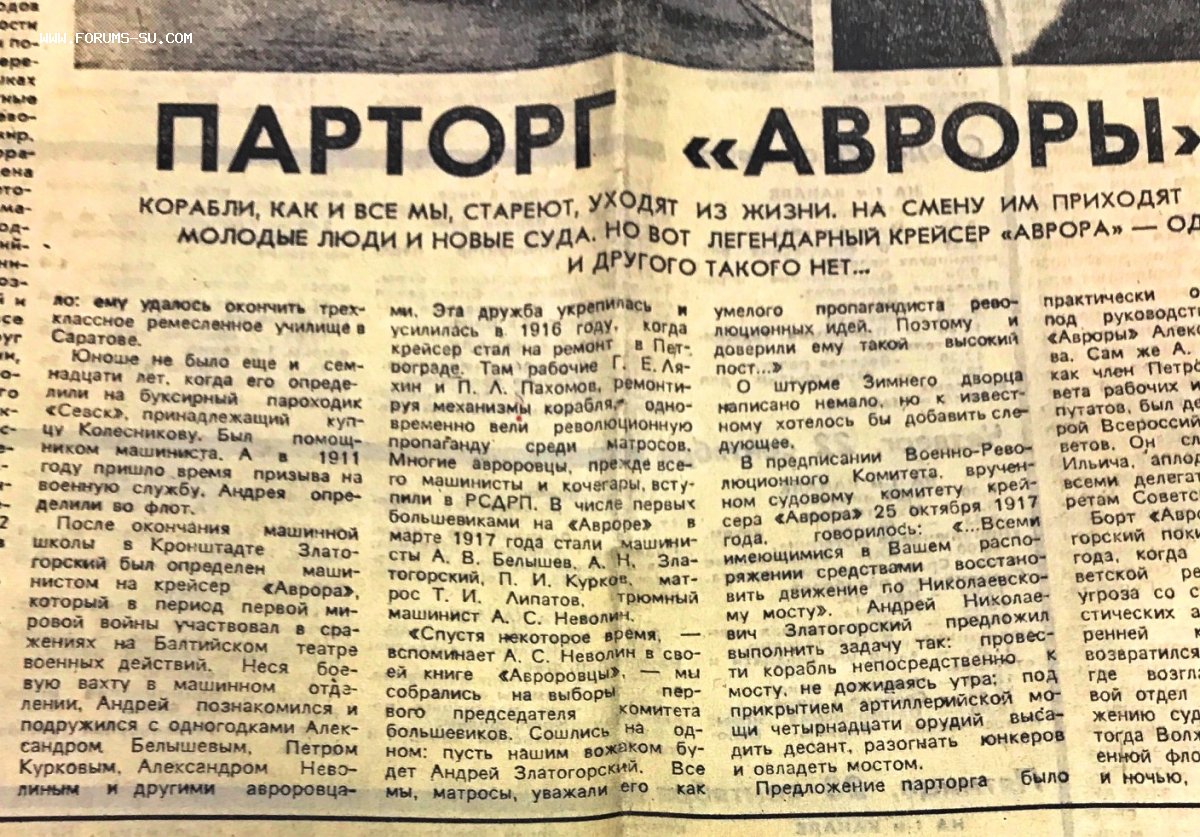 www.FORUMS-SU.COM
ПАРТОРГ «АВРОРЫ»
КОРАБЛИ, КАК И ВСЕ МЫ, СТАРЕЮТ, УХОДЯТ ИЗ ЖИЗНИ. НА СМЕНУ ИМ ПРИХОДЯТ
МОЛОДЫЕ ЛЮДИ И НОВЫЕ СУДА. НО ВОТ ЛЕГЕНДАРНЫЙ КРЕЙСЕР «АВРОРА» — ОД
И ДРУГОГО ТАКОГО НЕТ...
ло: ему удалось окончить трех-
классное ремесленное училище в
Саратове.
Юноше не было еще и сем-
надцати лет, когда его опреде-
лили на буксирный пароходик
«Севск», принадлежащий куп-
цу Колесникову. Был помощ-
ником машиниста. А в 1911
году пришло время призыва на
военную службу. Андрея опре-
делили во флот.
После окончания машинной
школы в Кронштадте Злато-
горский был определен маши-
нистом на крейсер «Аврора»,
который в период первой ми-
ровой войны участвовал в сра-
жениях на Балтийском театре
военных действий. Неся бое-
вую вахту в машинном отде-
лении, Андрей познакомился и
подружился с одногодками Алек-
сандром Белышевым, Петром
Курковым, Александром Нево-
линым и другими авроровца-
ми. Эта дружба укрепилась и
усилилась в 1916 году, когда
крейсер стал на ремонт в Пет-
рограде. Там рабочие Г. Е. Ля-
хин и П. Л. Пахомов, ремонти-
руя механизмы корабля, одно-
временно вели революционную
пропаганду среди матросов.
Многие авроровцы, прежде все-
го машинисты и кочегары, всту-
пили в РСДРП. В числе первых
большевиками на «Авроре» в
марте 1917 года стали машини-
сты А. В. Белышев, А. Н. Зла-
тогорский, П. И. Курков, мат-
рос Т. И. Липатов, трюмный
машинист А. С. Неволин.
«Спустя некоторое время, —
вспоминает А. С. Неволин в сво-
ей книге «Авроровцы», — мы
собрались на выборы пер-
вого председателя комитета
большевиков. Сошлись на од-
ном: пусть нашим вожаком бу-
дет Андрей Златогорский. Все
мы, матросы, уважали его как
умелого пропагандиста рево-
люционных идей. Поэтому и
доверили ему такой высокий
пост...»
О штурме Зимнего дворца
написано немало, но к извест-
ному хотелось бы добавить сле-
дующее.
В предписании Военно-Рево-
люционного Комитета, вручен-
ном судовому комитету крей-
сера «Аврора» 25 октября 1917
года, говорилось: «...Всеми
имеющимися в Вашем распо-
ряжении средствами восстано-
вить движение по Николаевско-
му мосту». Андрей Николае-
вич Златогорский предложил
выполнить задачу так: провес-
ти корабль непосредственно к
мосту, не дожидаясь утра; под
прикрытием артиллерийской мо-
щи четырнадцати орудий выса-
дить десант, разогнать юнкеров
и овладеть мостом.
Предложение парторга было
практически о
под руководств
«Авроры» Алекс
ва. Сам же А.
как член Петро
вета рабочих и
путатов, был де
рой Всероссий
ветов. Он сл
Ильича, аплод
всеми делегат
ретам Советс
Борт «Авро
горский поки
года, когда
ветской ре
угроза со с
стических а
ренней к
возвратился
где возгла
вой отдел
жению суд
тогда Волж
енной фло
и ночью,